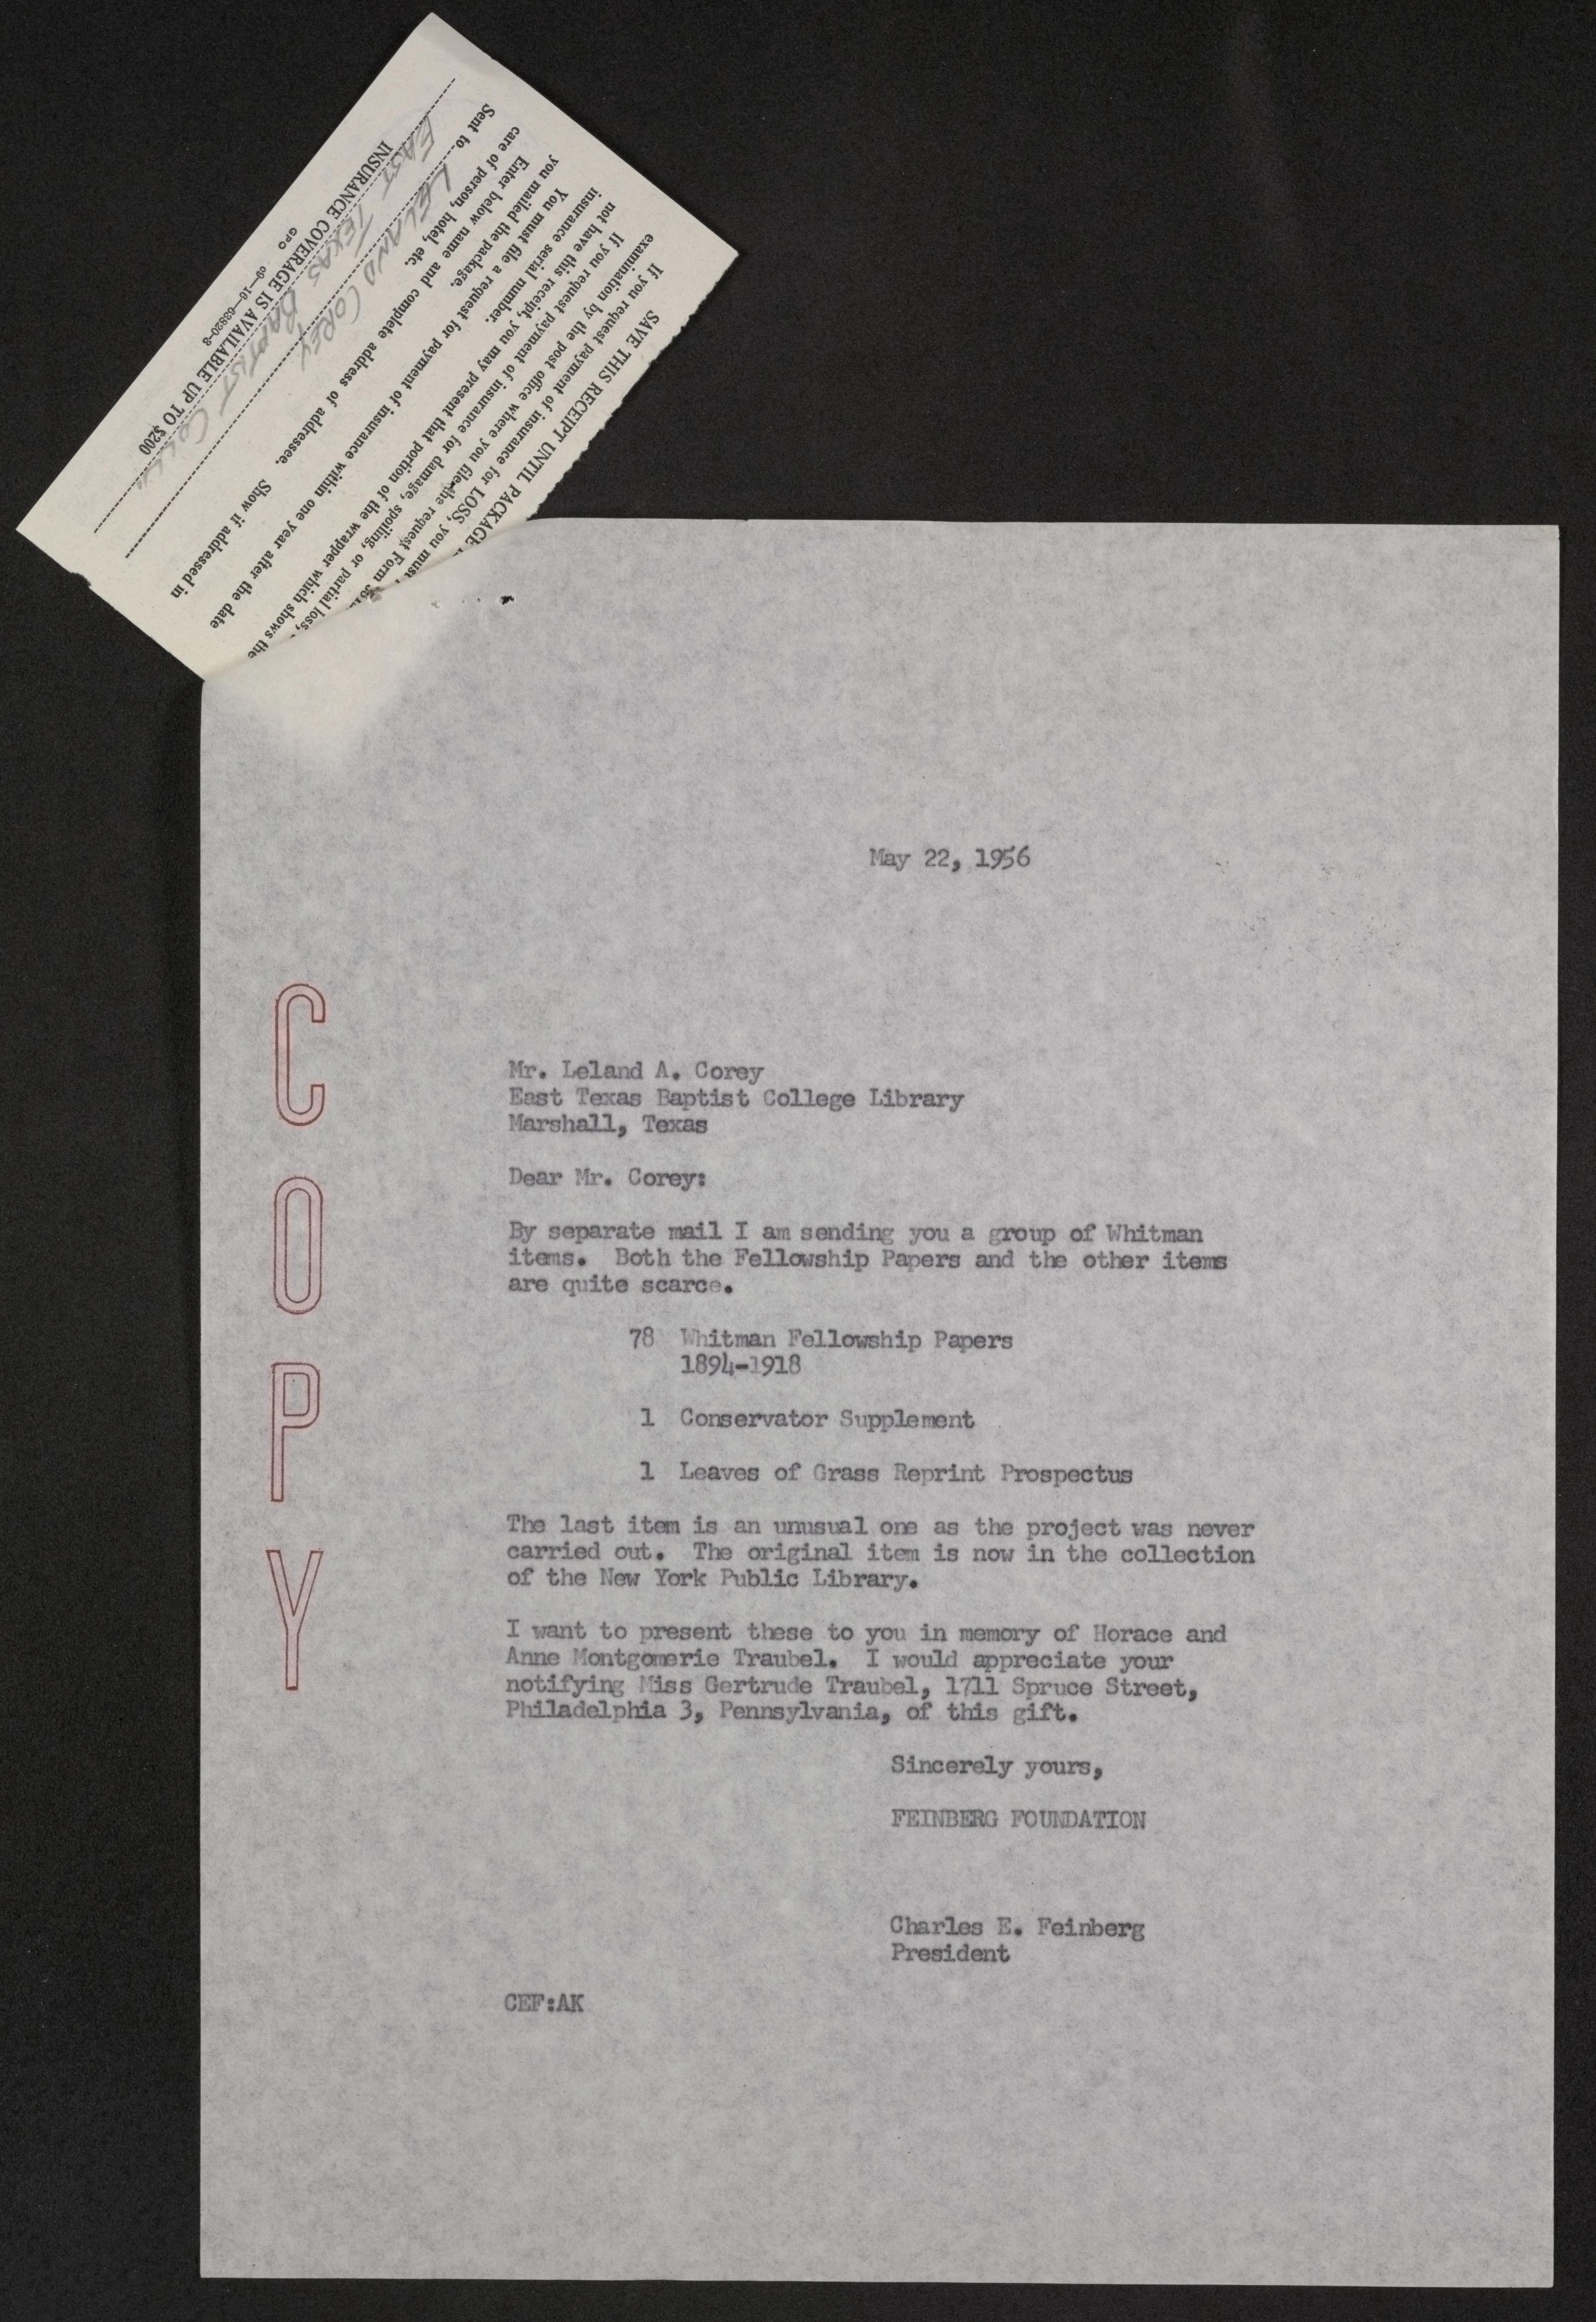 SAVE THIS RECEIPT UNTIL PACKAGE
If you request payment of insurance for LOSS, you must
examination by the post office where you file the request Form
If you request payment of insurance for damage, spoiling, or partial loss,
not have this receipt, you may present that portion of the wrapper which shows the
insurance serial number.
You must file a request for payment of insurance within one year after the date
you mailed the package.
Enter below name and complete address of addressee. Show if addressed in
care of person, hotel, etc.
Sent to LELAND COREY
EAST TEXAS BAPTIST COLL
INSURANCE COVERAGE IS AVAILABLE UP TO $200
GPO c9—16—63820-8
May 22, 1956
COPY
Mr. Leland A. Corey
East Texas Baptist College Library
Marshall, Texas
Dear Mr. Corey:
By separate mail I am sending you a group of Whitman
items. Both the Fellowship Papers and the other items
are quite scarce.
78 Whitman Fellowship Papers
1894-1918
1 Conservator Supplement
1 Leaves of Grass Reprint Prospectus
The last item is an unusual one as the project was never
carried out. The original item is now in the collection
of the New York Public Library.
I want to present these to you in memory of Horace and
Anne Montgomerie Traubel. I would appreciate your
notifying Miss Gertrude Traubel, 1711 Spruce Street,
Philadelphia 3, Pennsylvania, of this gift.
Sincerely yours,
FEINBERG FOUNDATION
Charles E. Feinberg
President
CEF:AK